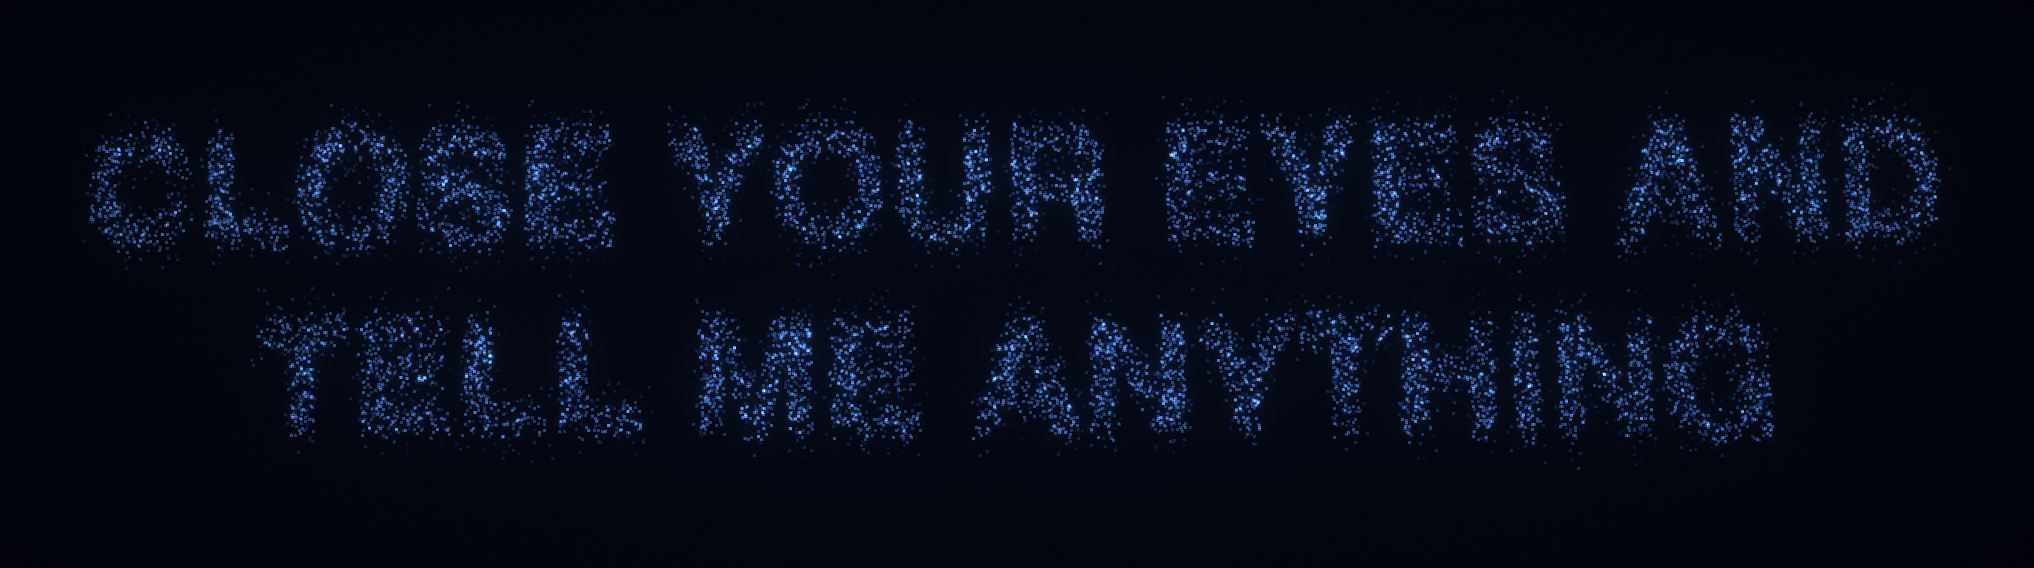 CLOSE YOUR EYES AND
TELL ME ANYTHING